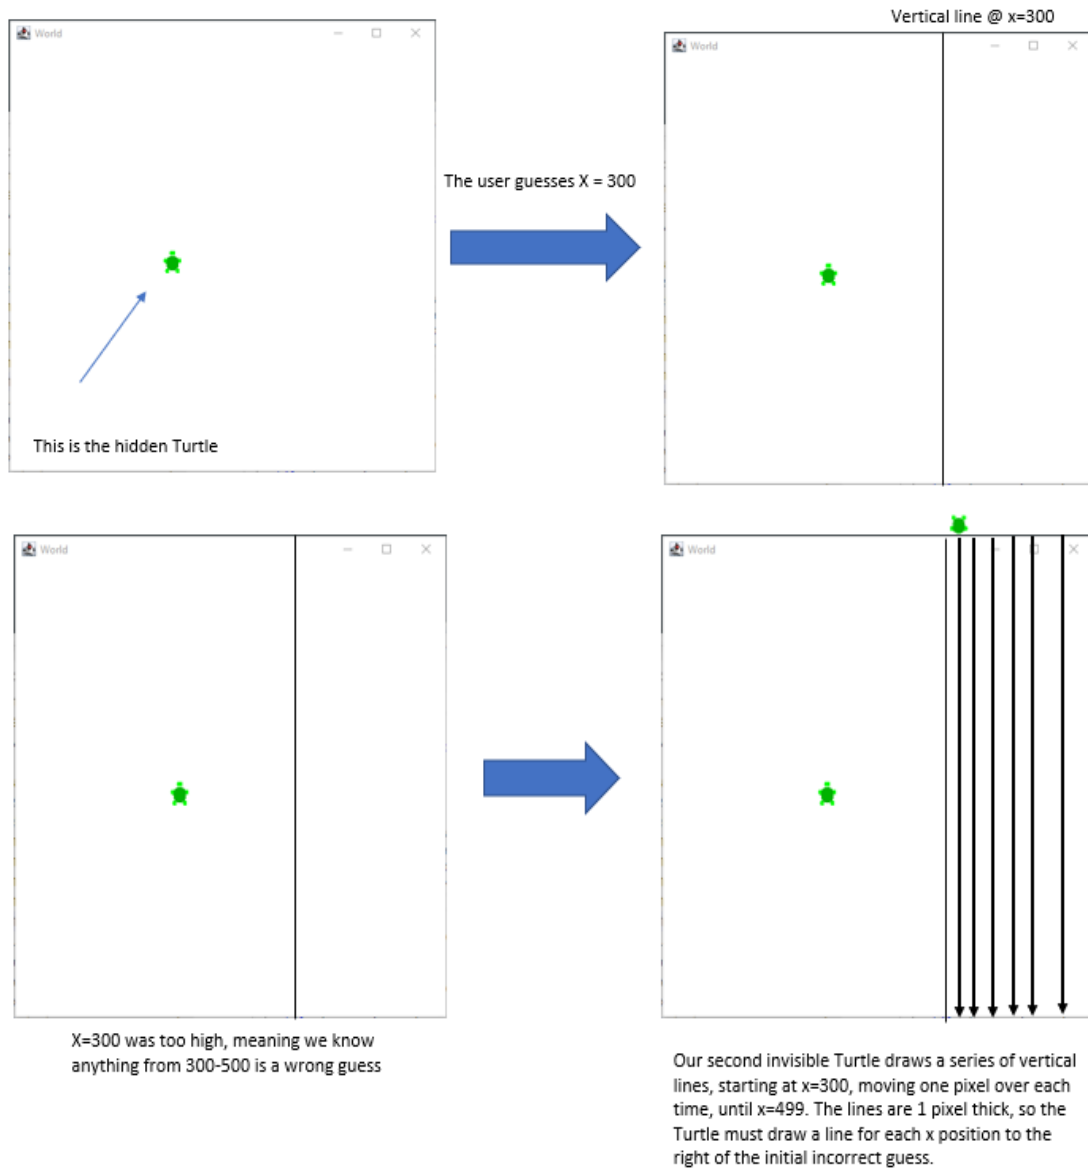 Vertical line @ x=300
World
World
The user guesses X = 300
This is the hidden Turtle
World
World
X=300 was too high, meaning we know
anything from 300-500 is a wrong guess
Our second invisible Turtle draws a series of vertical
lines, starting at x=300, moving one pixel over each
time, until x=499. The lines are 1 pixel thick, so the
Turtle must draw a line for each x position to the
right of the initial incorrect guess.